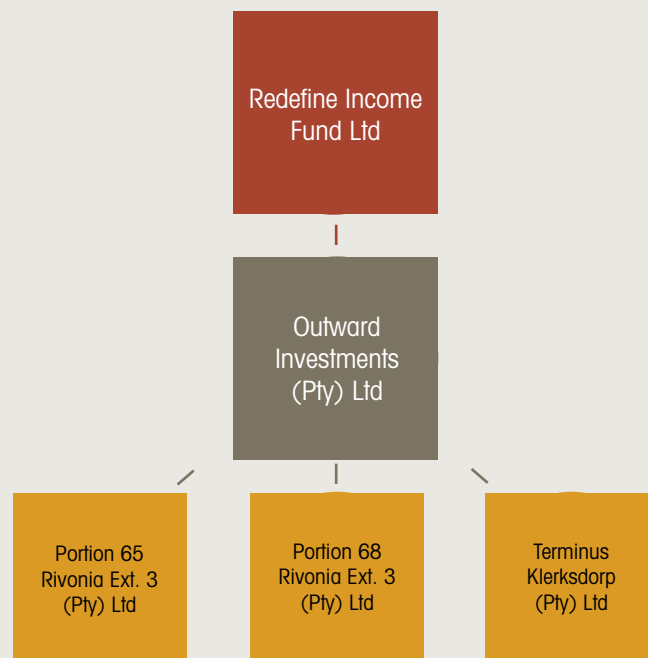 Redefine Income
Fund Ltd
Outward
Investments
(Pty) Ltd
Portion 65
Rivonia Ext. 3
(Pty) Ltd
Portion 68
Rivonia Ext. 3
(Pty) Ltd
Terminus
Klerksdorp
(Pty) Ltd